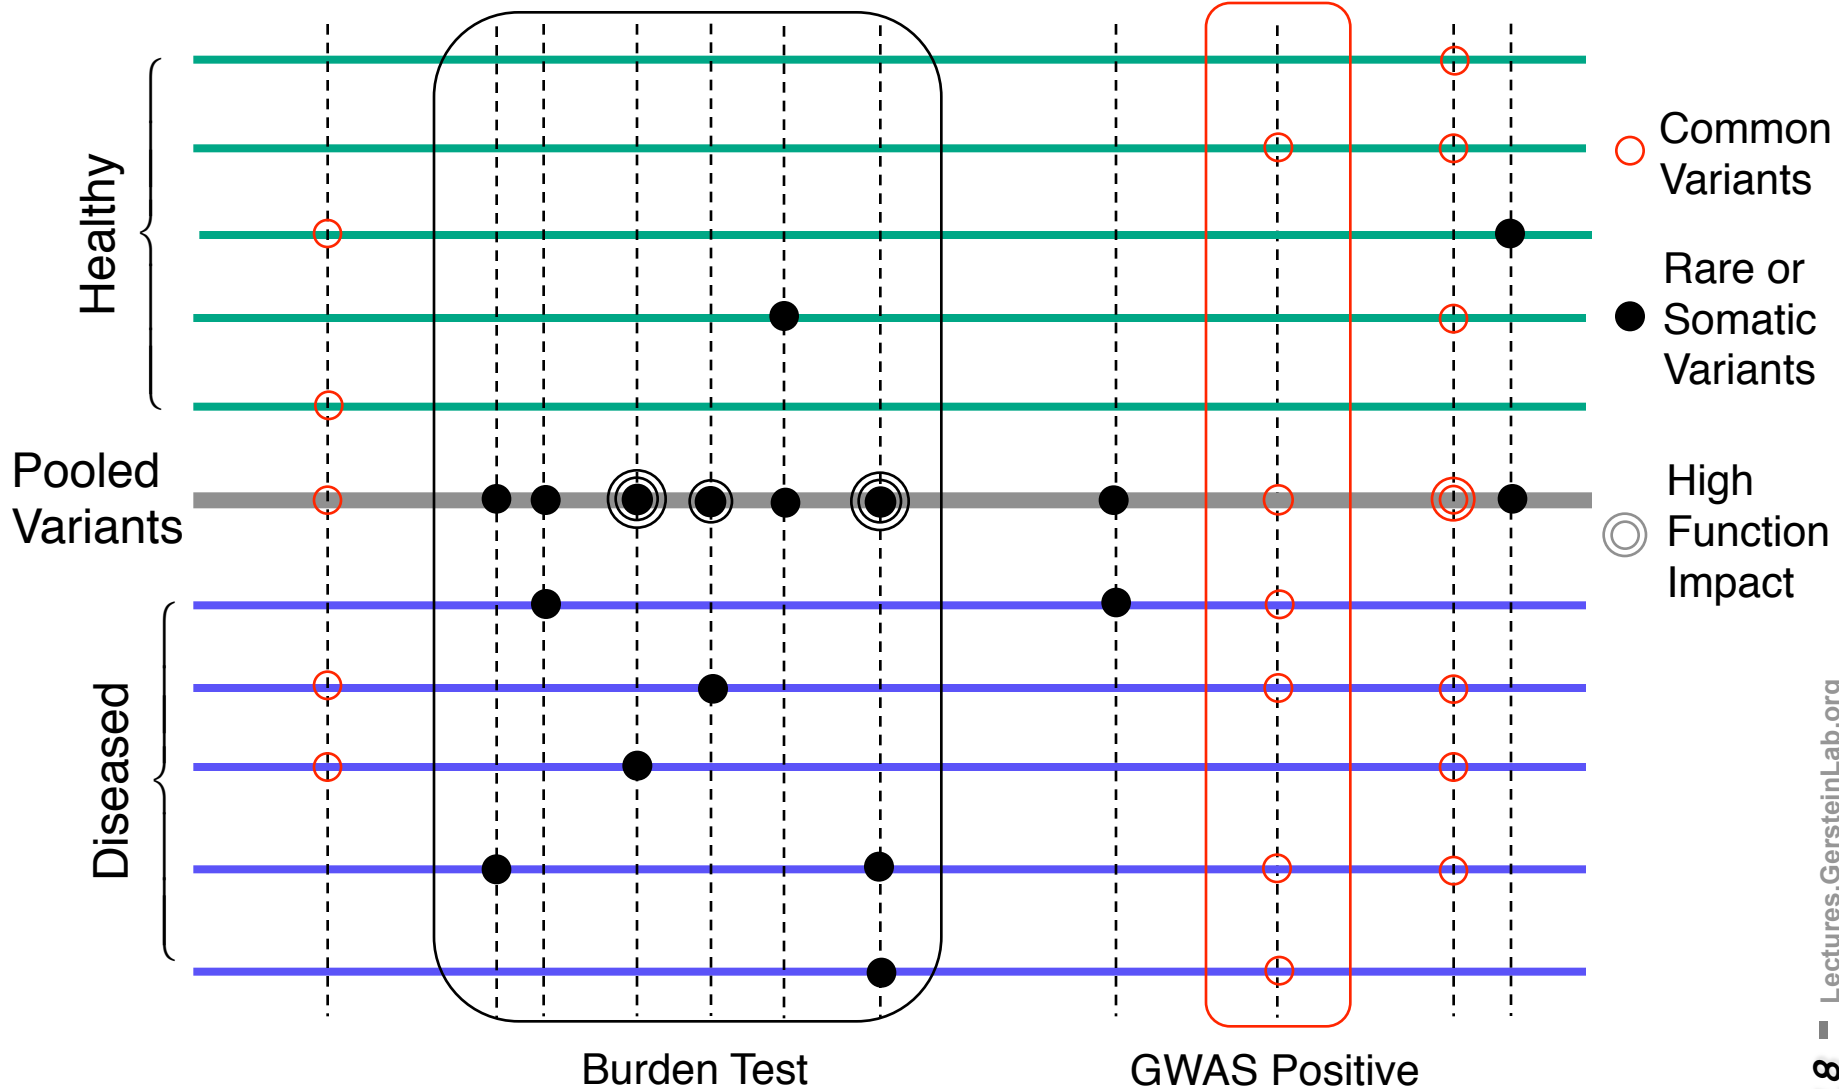 Healthy
Pooled
Variants
Diseased
Common
Variants
Rare or
Somatic
Variants
High
Function
Impact
Burden Test
GWAS Positive
8 – Lectures.GersteinLab.org